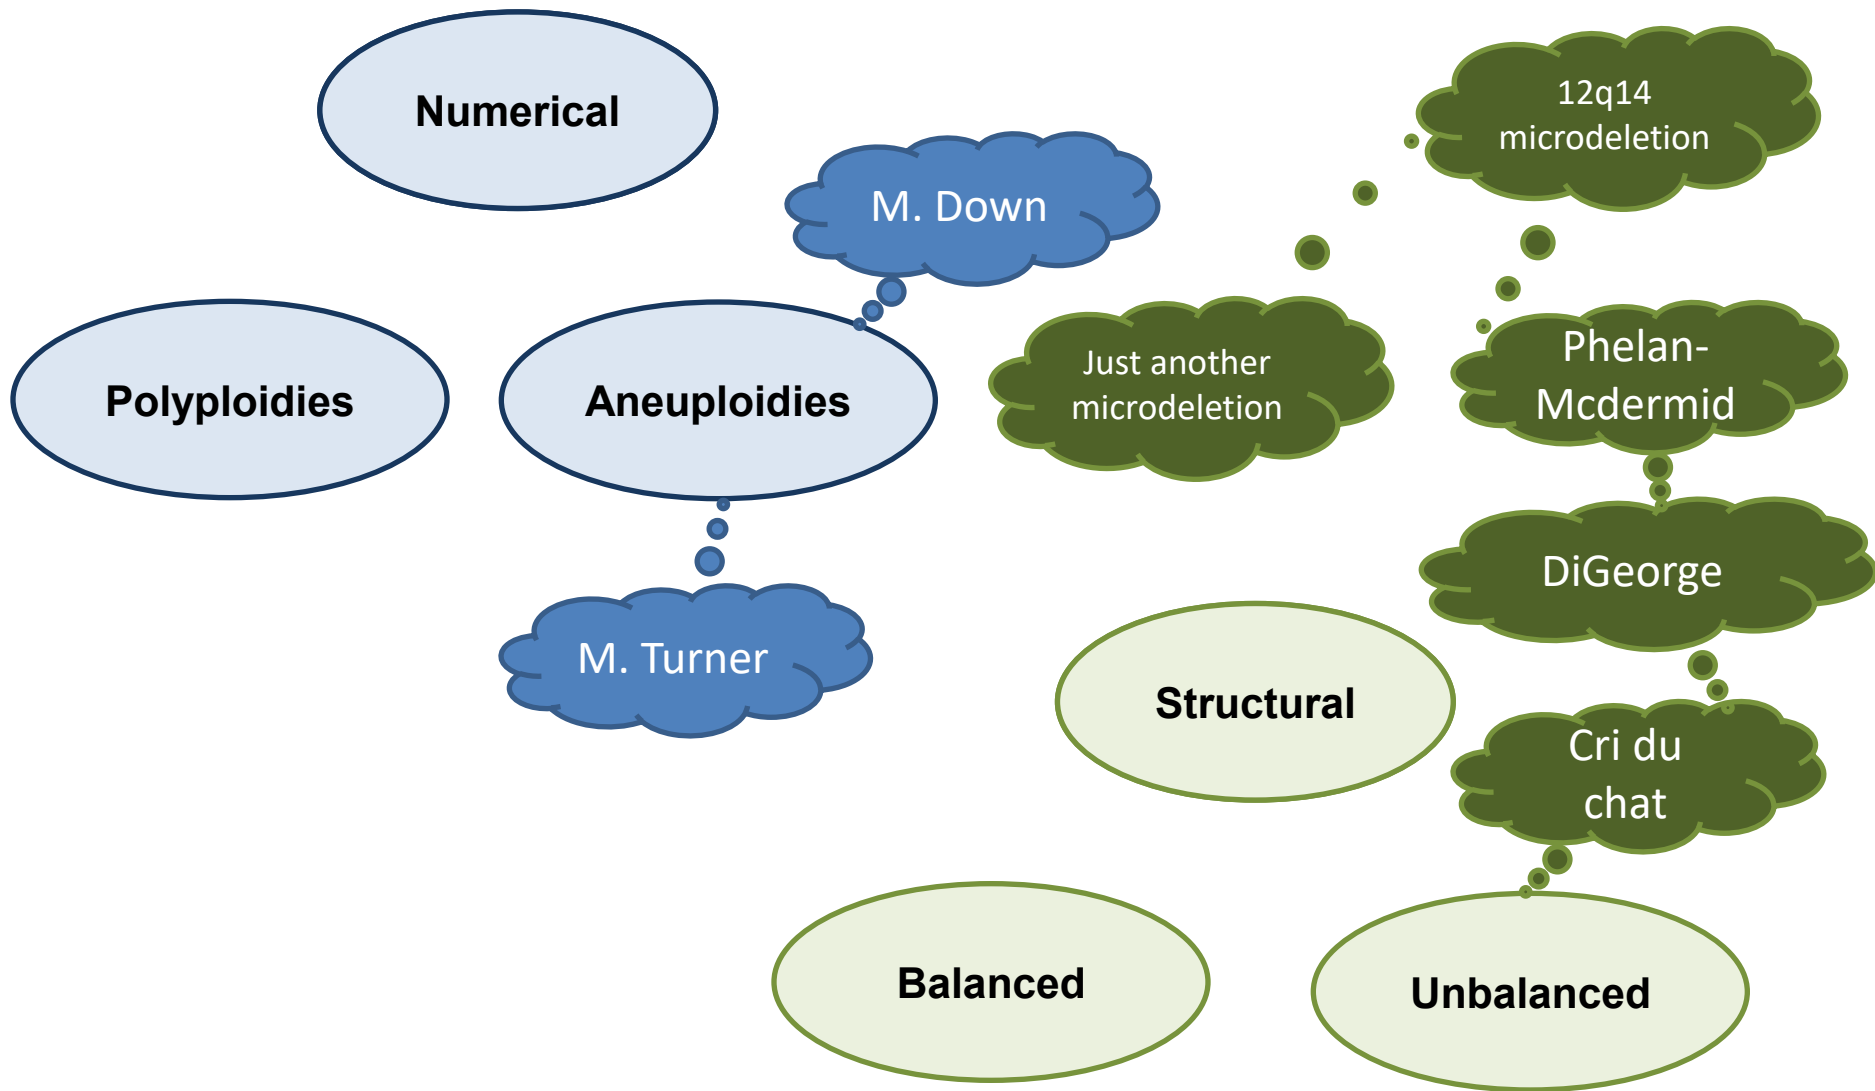 Numerical
12q14
microdeletion
M. Down
Polyploidies
Aneuploidies
Just another
microdeletion
Phelan-
Mcdermid
DiGeorge
M. Turner
Structural
Cri du
chat
Balanced
Unbalanced